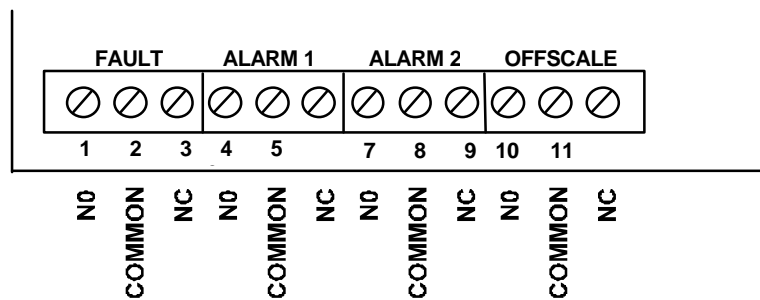 FAULT ALARM 1 ALARM 2 OFFSCALE
1 2 3 4 5 7 8 9 10 11
N0 COMMON NC N0 COMMON NC N0 COMMON NC N0 COMMON NC